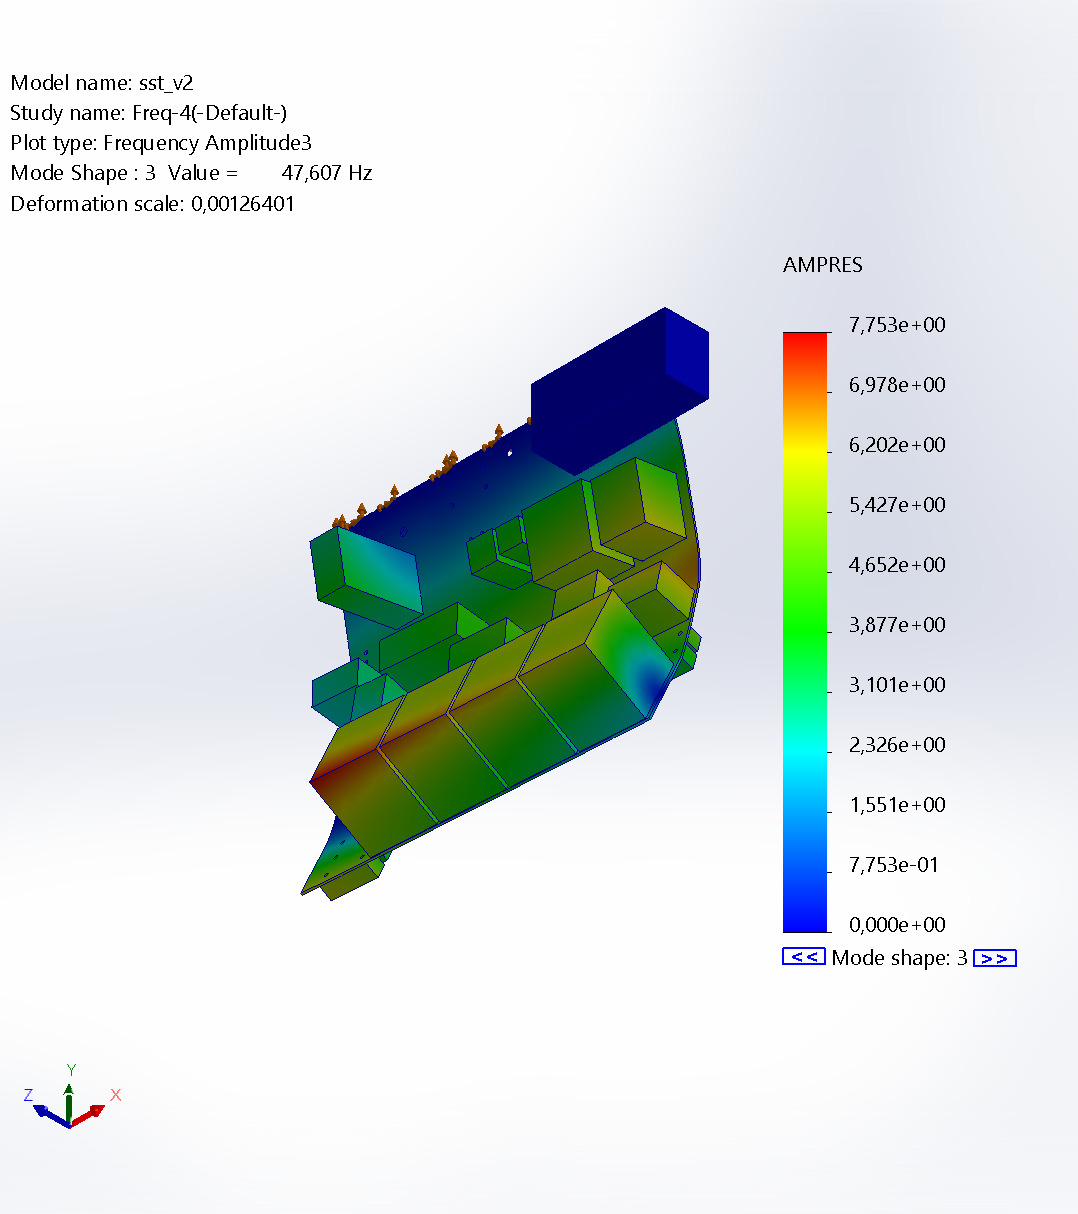 Model name: sst_v2
Study name: Freq-4(-Default-)
Plot type: Frequency Amplitude3
Mode Shape : 3 Value = 47,607 Hz
Deformation scale: 0,00126401
AMPRES
7,753e+00
6,978e+00
6,202e+00
5,427e+00
4,652e+00
3,877e+00
3,101e+00
2,326e+00
1,551e+00
7,753e-01
0,000e+00
<< Mode shape: 3 >>
Y
Z X